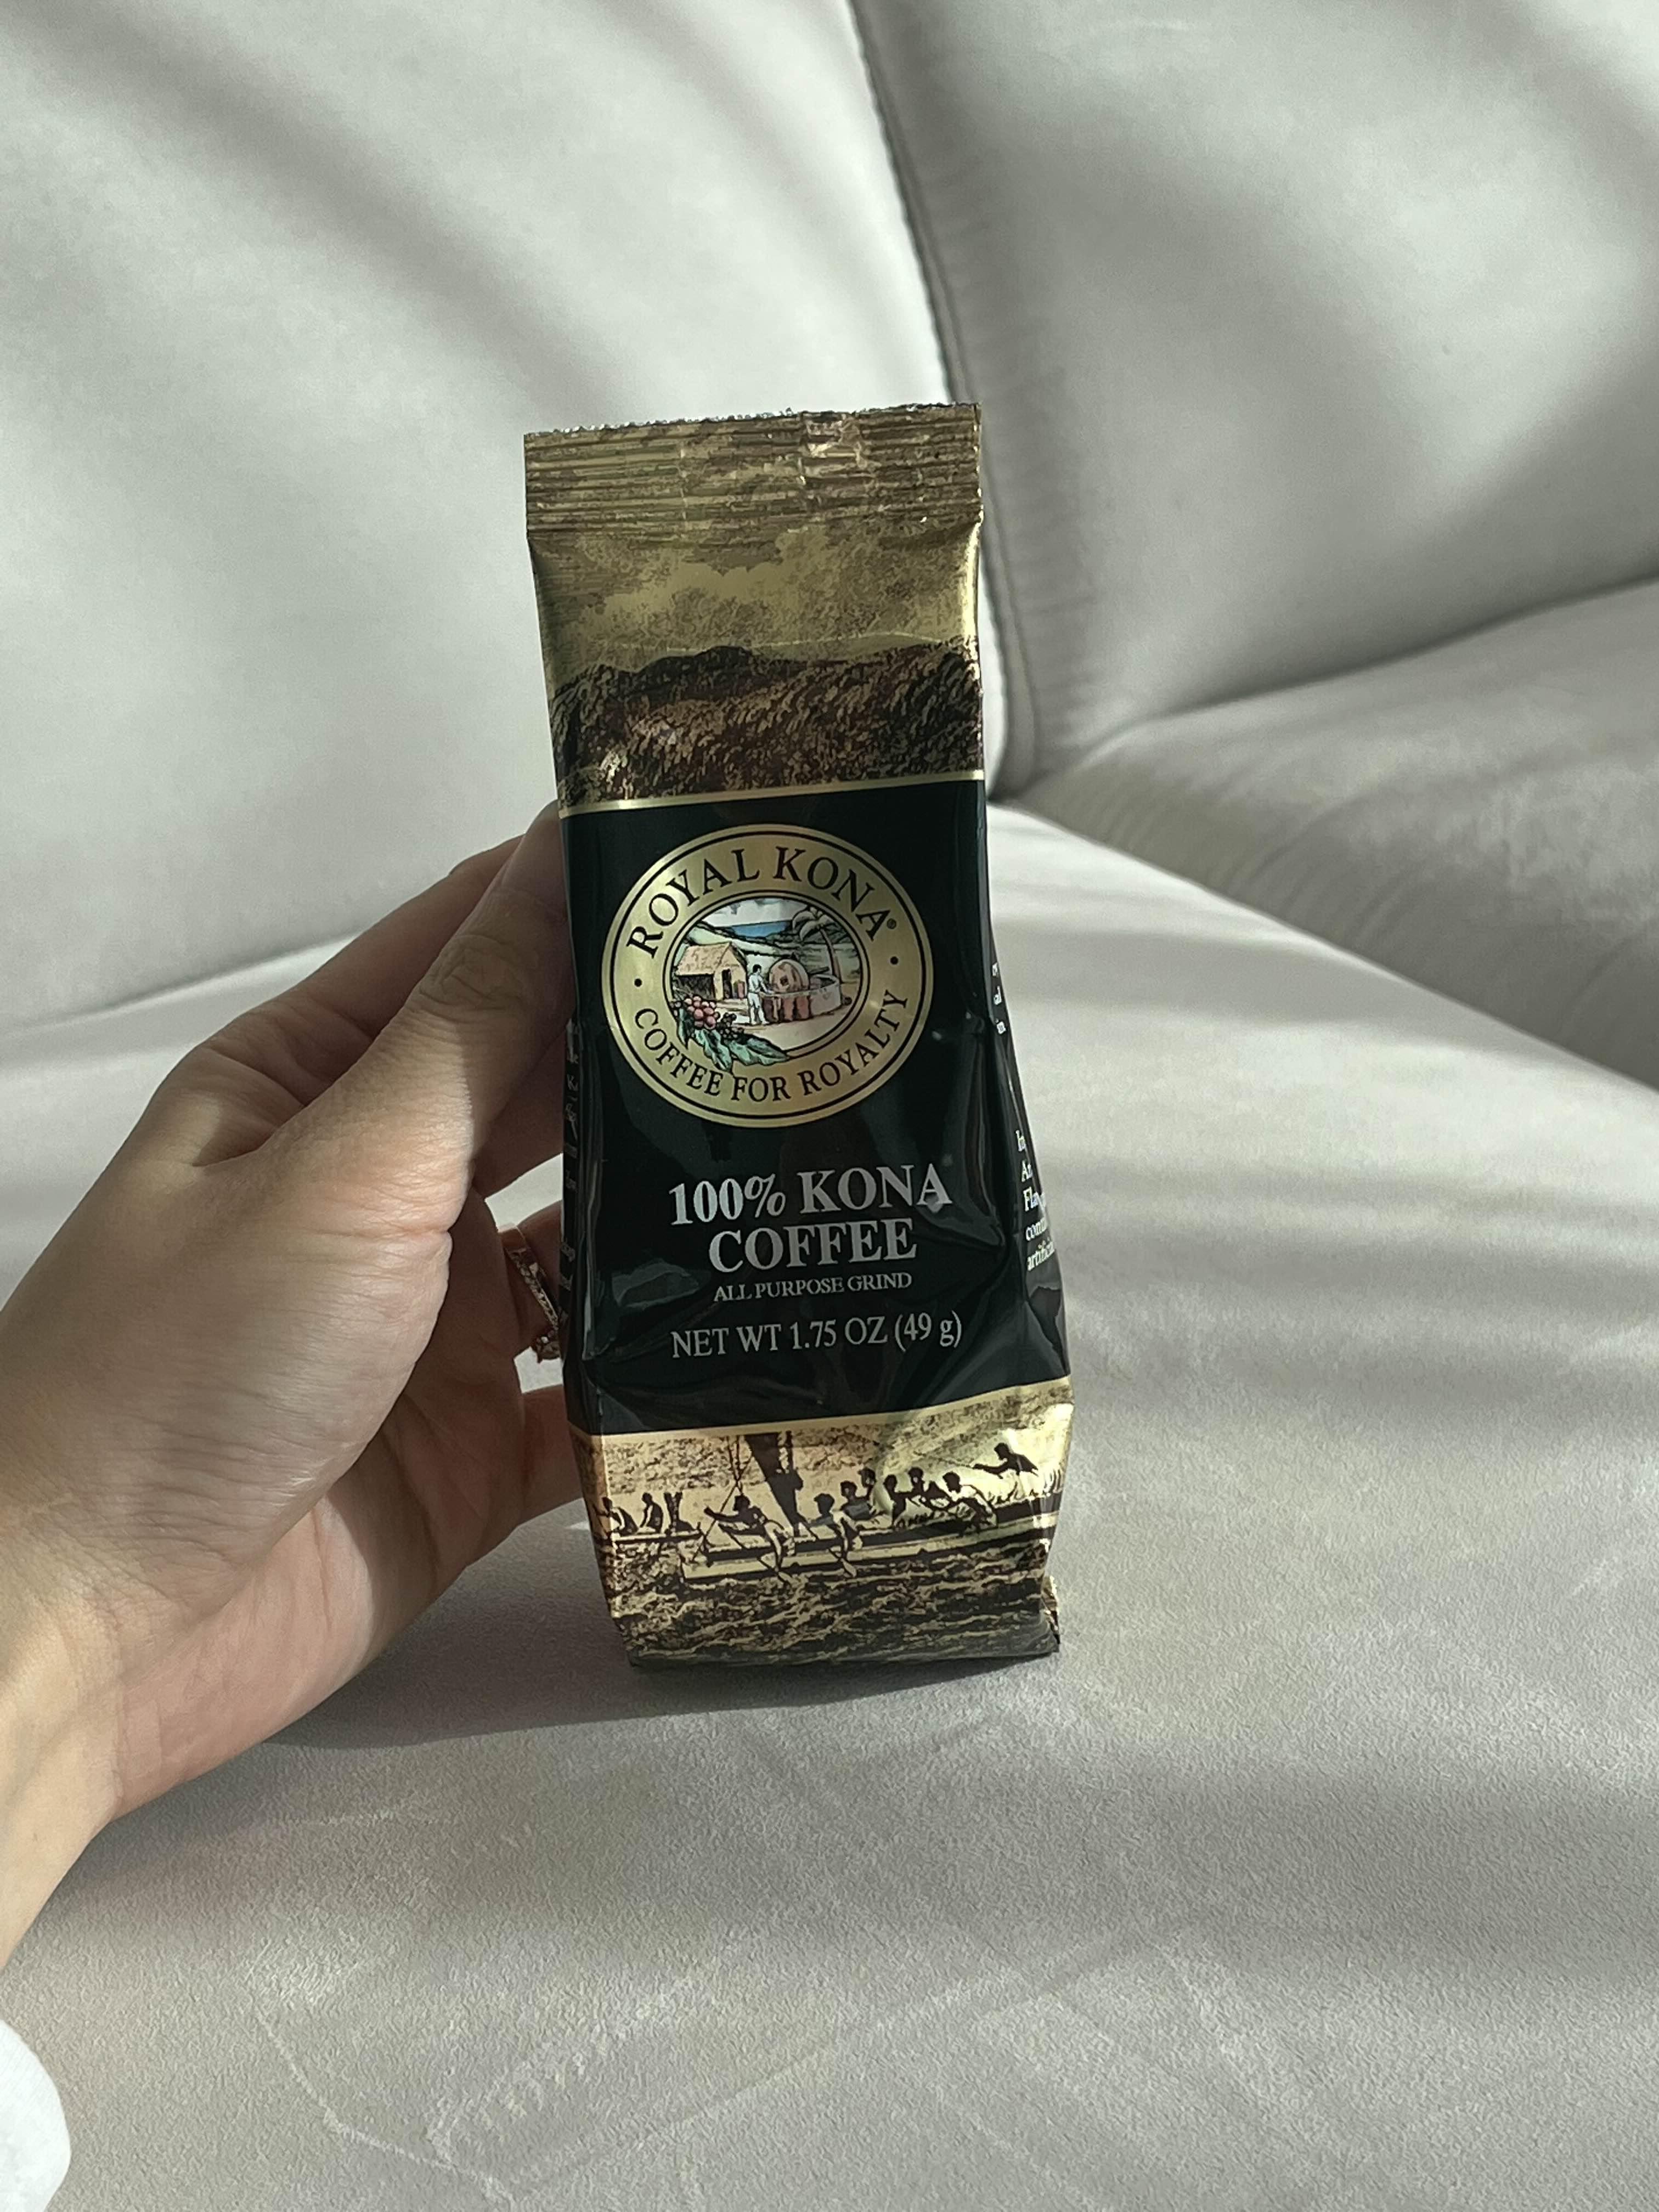 ROYAL KONA®
COFFEE FOR ROYALTY
100% KONA
COFFEE
ALL PURPOSE GRIND
NET WT 1.75 OZ (49 g)